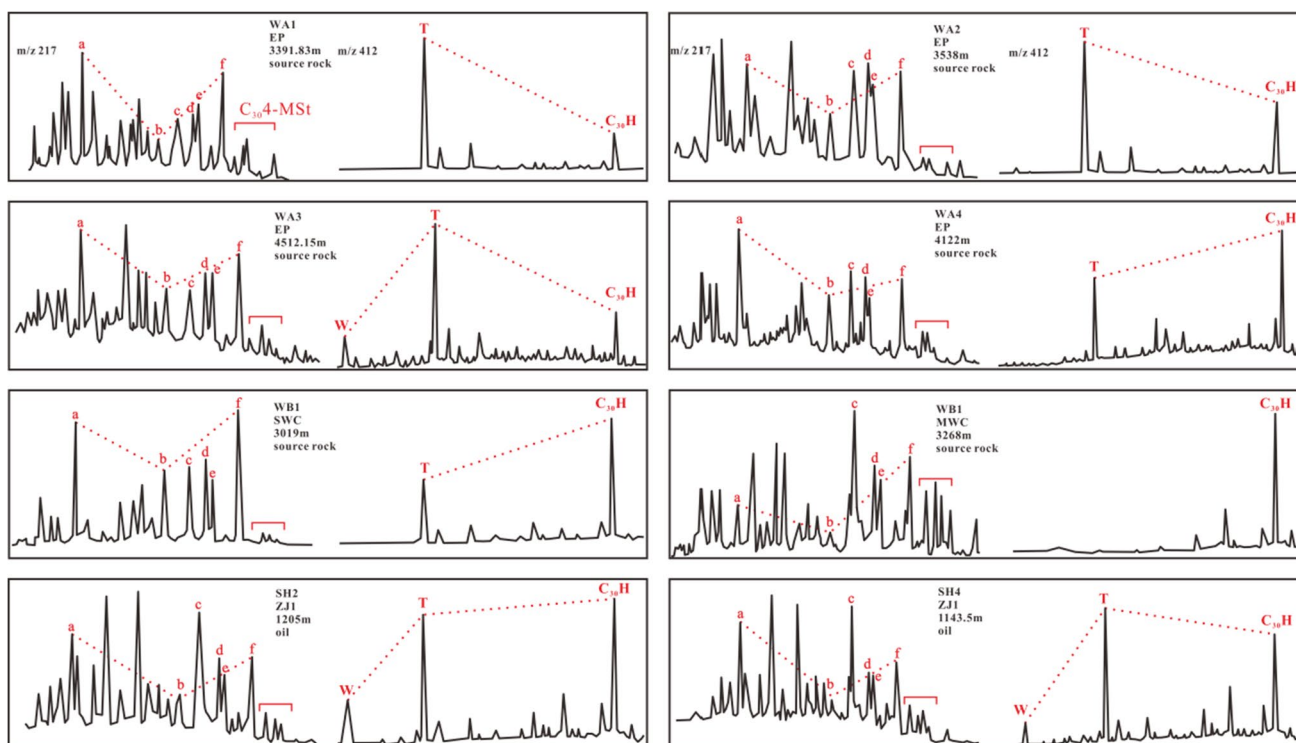 m/z 217
WA1
EP
3391.83m
source rock
m/z 412
a
b
c
d
e
f
C₃₀4-MSt
T
C₃₀H
m/z 217
WA2
EP
3538m
source rock
m/z 412
a
b
c
d
e
f
T
C₃₀H
WA3
EP
4512.15m
source rock
a
b
c
d
e
f
W
T
C₃₀H
WA4
EP
4122m
source rock
a
b
c
d
e
f
T
C₃₀H
WB1
SWC
3019m
source rock
a
b
c
d
e
f
T
C₃₀H
WB1
MWC
3268m
source rock
a
b
c
d
e
f
C₃₀H
SH2
ZJ1
1205m
oil
a
b
c
d
e
f
W
T
C₃₀H
SH4
ZJ1
1143.5m
oil
a
b
c
d
e
f
W
T
C₃₀H